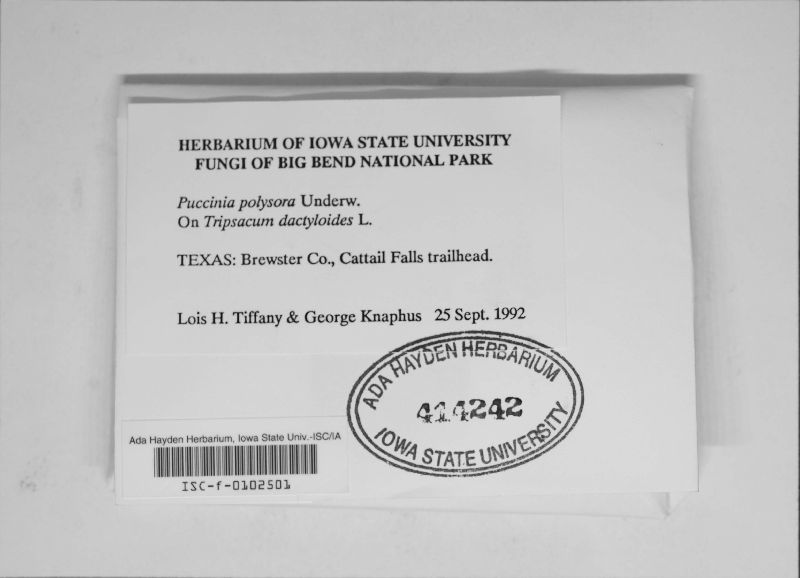 HERBARIUM OF IOWA STATE UNIVERSITY
FUNGI OF BIG BEND NATIONAL PARK
Puccinia polysora Underw.
On Tripsacum dactyloides L.
TEXAS: Brewster Co., Cattail Falls trailhead.
Lois H. Tiffany & George Knaphus 25 Sept. 1992
ADA HAYDEN HERBARIUM
414242
IOWA STATE UNIVERSITY
Ada Hayden Herbarium, Iowa State Univ.-ISC/IA
ISC-f-0102501